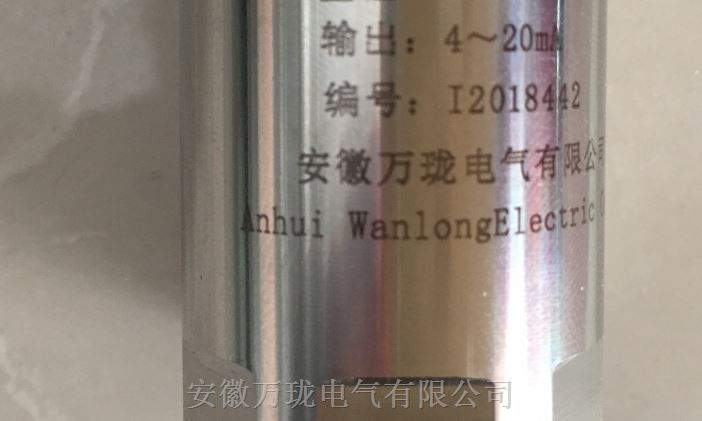 输出：4～20mA
编号：I2018442
安徽万珑电气有限公司
Anhui WanlongElectric
安徽万珑电气有限公司